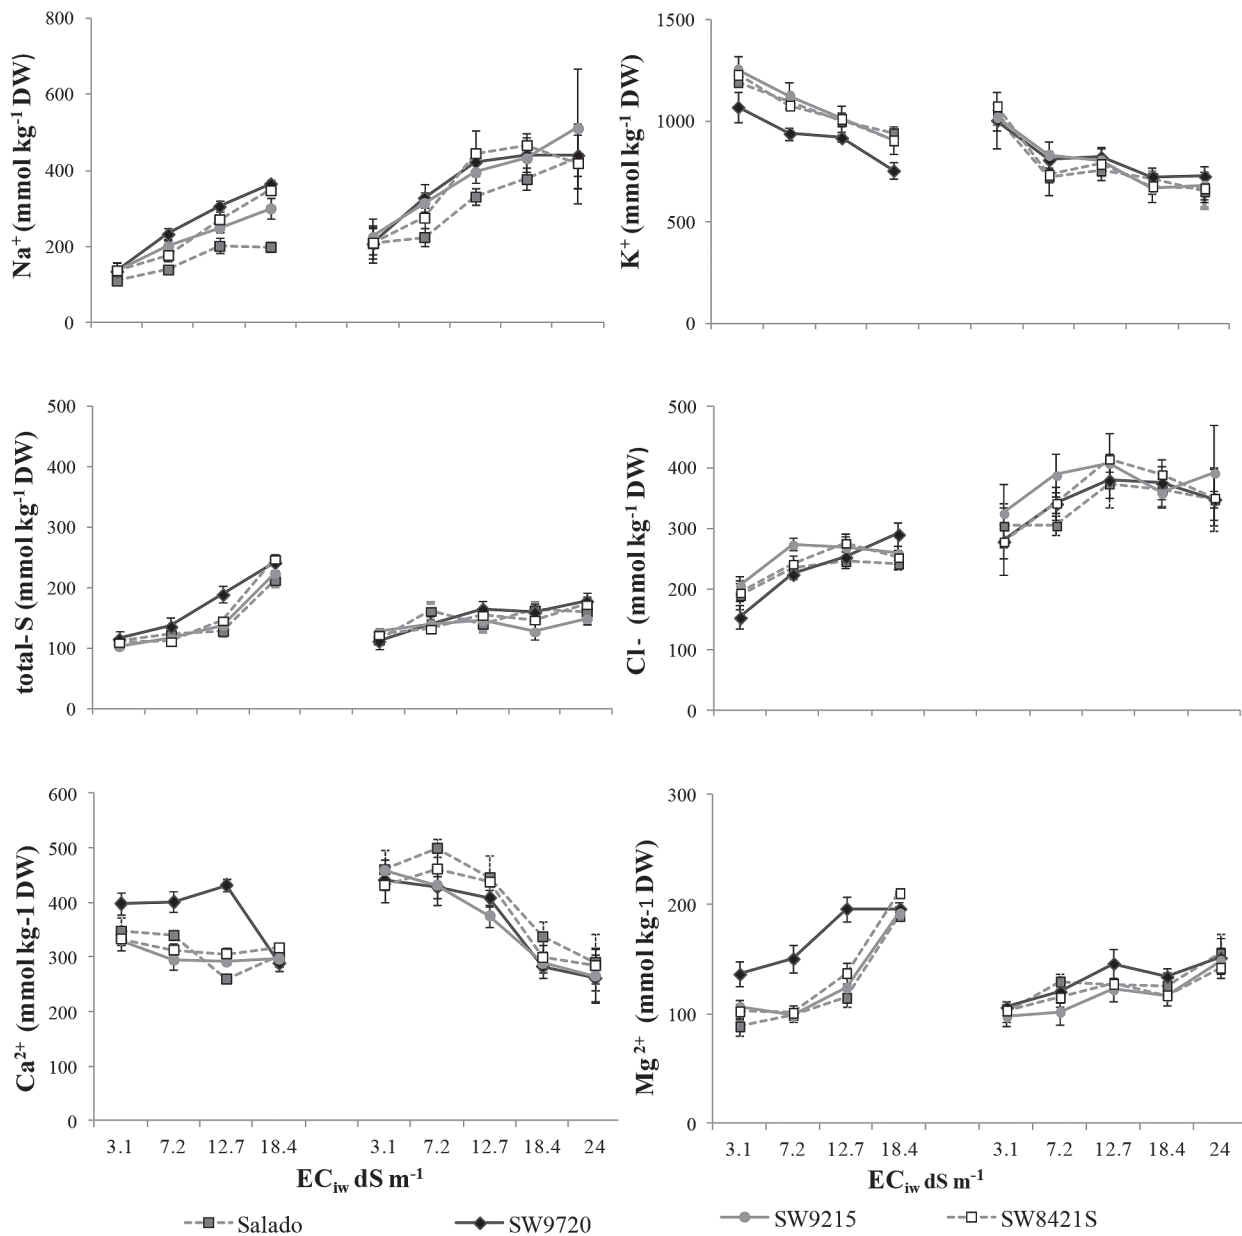 800
600
400
200
0
Na⁺ (mmol kg⁻¹ DW)
1500
1000
500
0
K⁺ (mmol kg⁻¹ DW)
500
400
300
200
100
0
total- S (mmol kg⁻¹ DW)
500
400
300
200
100
0
Cl- (mmol kg⁻¹ DW)
600
500
400
300
200
100
0
Ca²⁺ (mmol kg-1 DW)
3.1 7.2 12.7 18.4 3.1 7.2 12.7 18.4 24
ECiw dS m⁻¹
300
200
100
0
Mg²⁺ (mmol kg-1 DW)
3.1 7.2 12.7 18.4 3.1 7.2 12.7 18.4 24
ECiw dS m⁻¹
Salado SW9720 SW9215 SW8421S